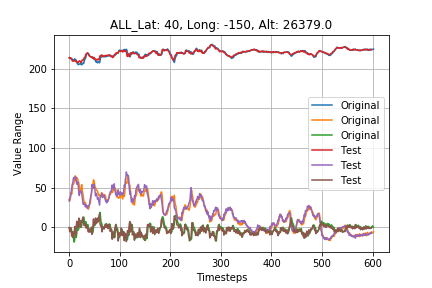 ALL_Lat: 40, Long: -150, Alt: 26379.0
Value Range
200
150
100
50
0
Original
Original
Original
Test
Test
Test
0
100
200
300
400
500
600
Timesteps